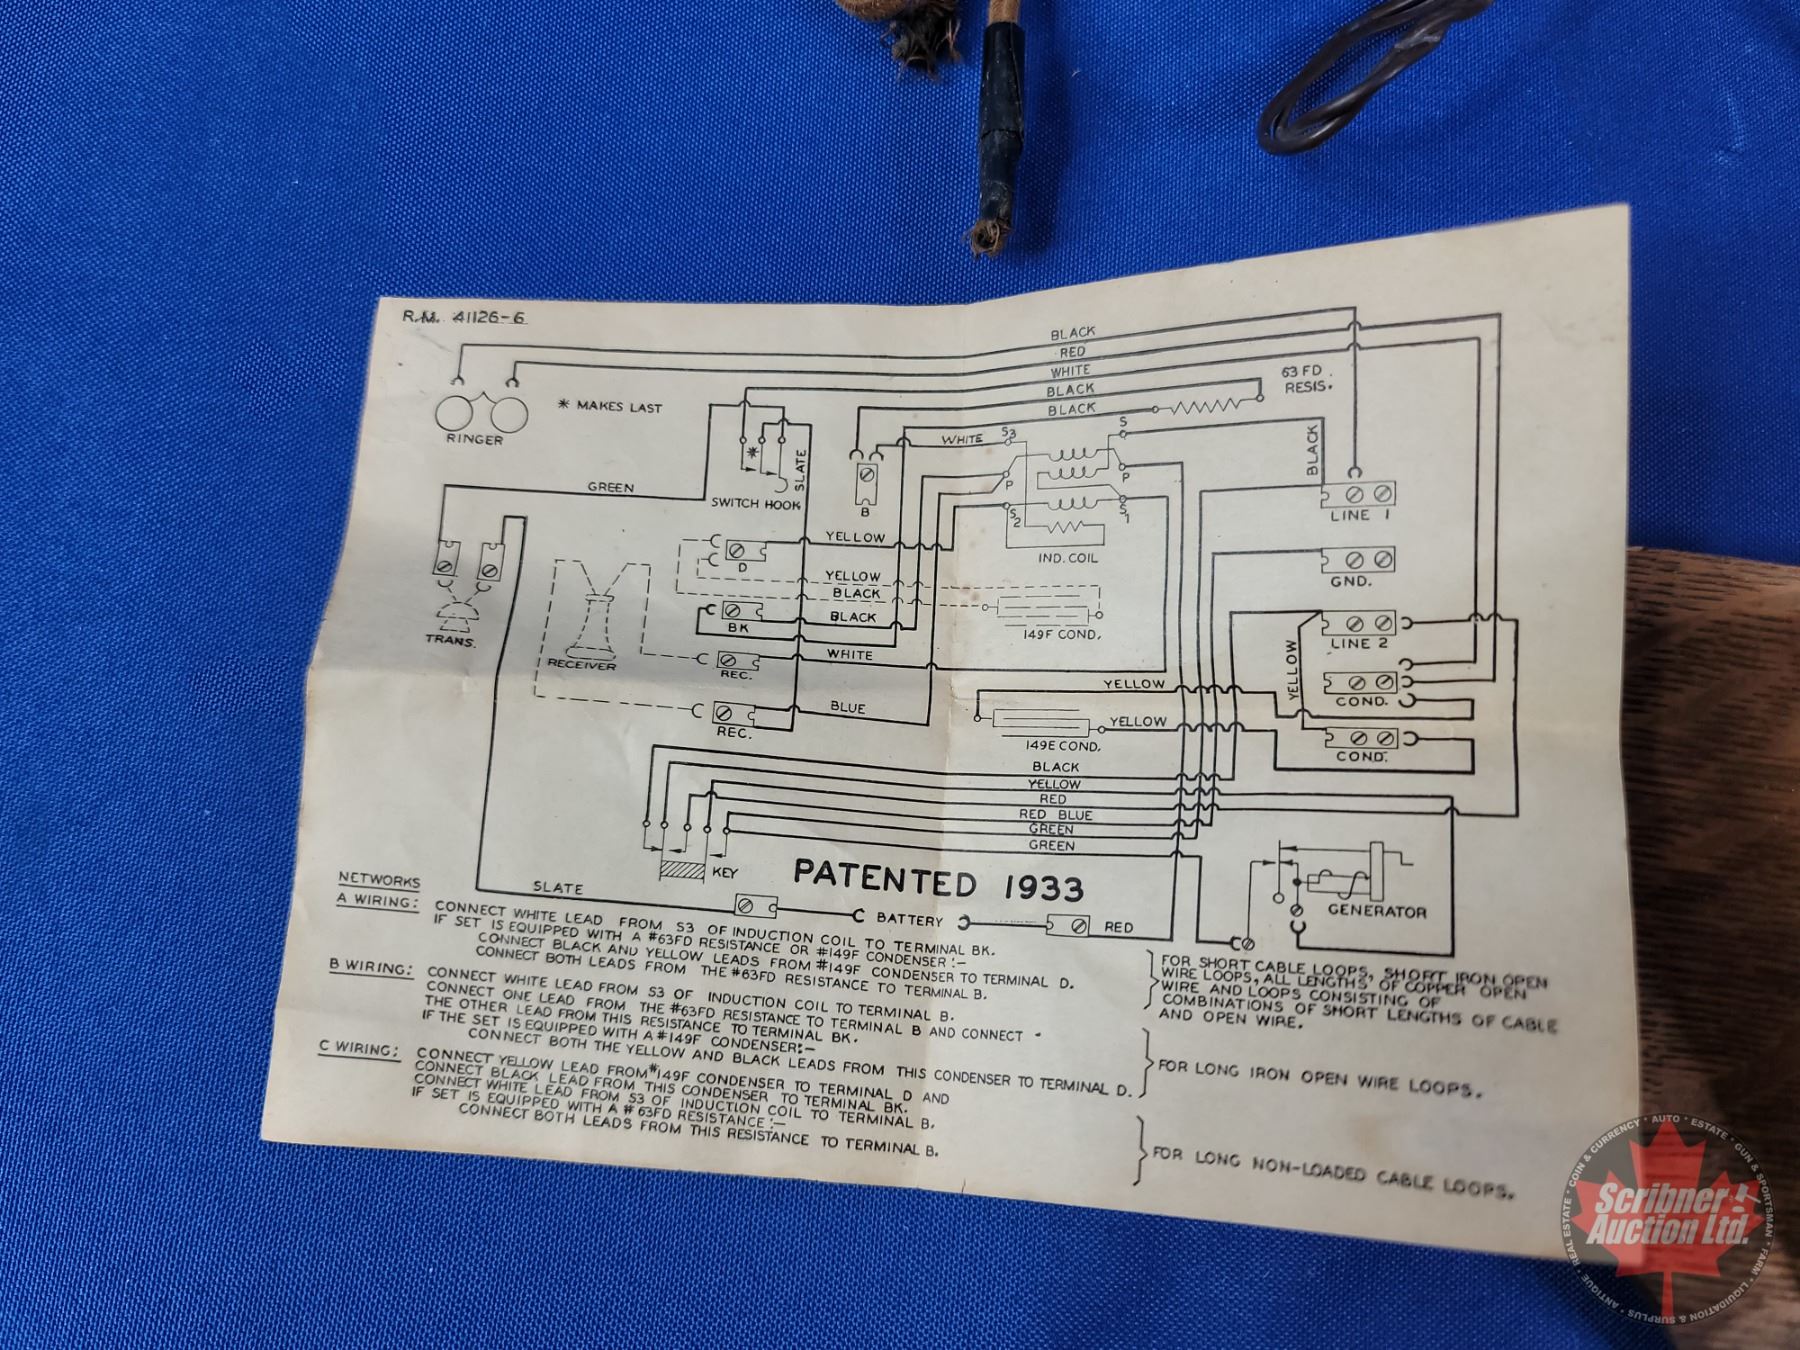 R.M. 41126-6
BLACK
RED
WHITE
BLACK
BLACK
63 FD.
RESIS.
* MAKES LAST
RINGER
*
SWITCH HOOK
SLATE
GREEN
WHITE
S3
S
P
P
S2
S1
IND. COIL
B
BLACK
LINE 1
YELLOW
D
YELLOW
BLACK
149F COND.
GND.
BLACK
BK
WHITE
REC.
TRANS.
RECEIVER
LINE 2
YELLOW
YELLOW
COND.
BLUE
REC.
YELLOW
149E COND.
COND.
BLACK
YELLOW
RED
RED BLUE
GREEN
GREEN
KEY
PATENTED 1933
GENERATOR
SLATE
BATTERY
RED
NETWORKS
A WIRING:
CONNECT WHITE LEAD FROM S3 OF INDUCTION COIL TO TERMINAL BK.
IF SET IS EQUIPPED WITH A #63FD RESISTANCE OR #149F CONDENSER:-
CONNECT BLACK AND YELLOW LEADS FROM #149F CONDENSER TO TERMINAL D.
CONNECT BOTH LEADS FROM THE #63FD RESISTANCE TO TERMINAL B.
FOR SHORT CABLE LOOPS, SHORT IRON OPEN
WIRE LOOPS, ALL LENGTHS OF COPPER OPEN
WIRE AND LOOPS CONSISTING OF
COMBINATIONS OF SHORT LENGTHS OF CABLE
AND OPEN WIRE.
B WIRING:
CONNECT WHITE LEAD FROM S3 OF INDUCTION COIL TO TERMINAL B.
CONNECT ONE LEAD FROM THE #63FD RESISTANCE TO TERMINAL B AND CONNECT -
THE OTHER LEAD FROM THIS RESISTANCE TO TERMINAL BK.
IF THE SET IS EQUIPPED WITH A #149F CONDENSER:-
CONNECT BOTH THE YELLOW AND BLACK LEADS FROM THIS CONDENSER TO TERMINAL D.
FOR LONG IRON OPEN WIRE LOOPS.
C WIRING:
CONNECT YELLOW LEAD FROM #149F CONDENSER TO TERMINAL D AND
CONNECT BLACK LEAD FROM THIS CONDENSER TO TERMINAL BK.
CONNECT WHITE LEAD FROM S3 OF INDUCTION COIL TO TERMINAL B.
IF SET IS EQUIPPED WITH A #63FD RESISTANCE:-
CONNECT BOTH LEADS FROM THIS RESISTANCE TO TERMINAL B.
FOR LONG NON-LOADED CABLE LOOPS.
Scribner
Auction Ltd.
REAL ESTATE * COIN & CURRENCY * AUTO * ESTATE * GUN & SPORTSMAN * FARM * LIQUIDATION & SURPLUS * ANTIQUE